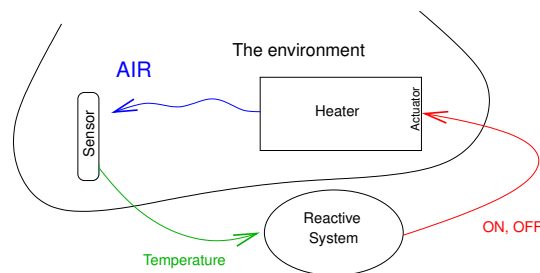 The environment
AIR
Heater
Actuator
Sensor
Reactive
System
ON, OFF
Temperature